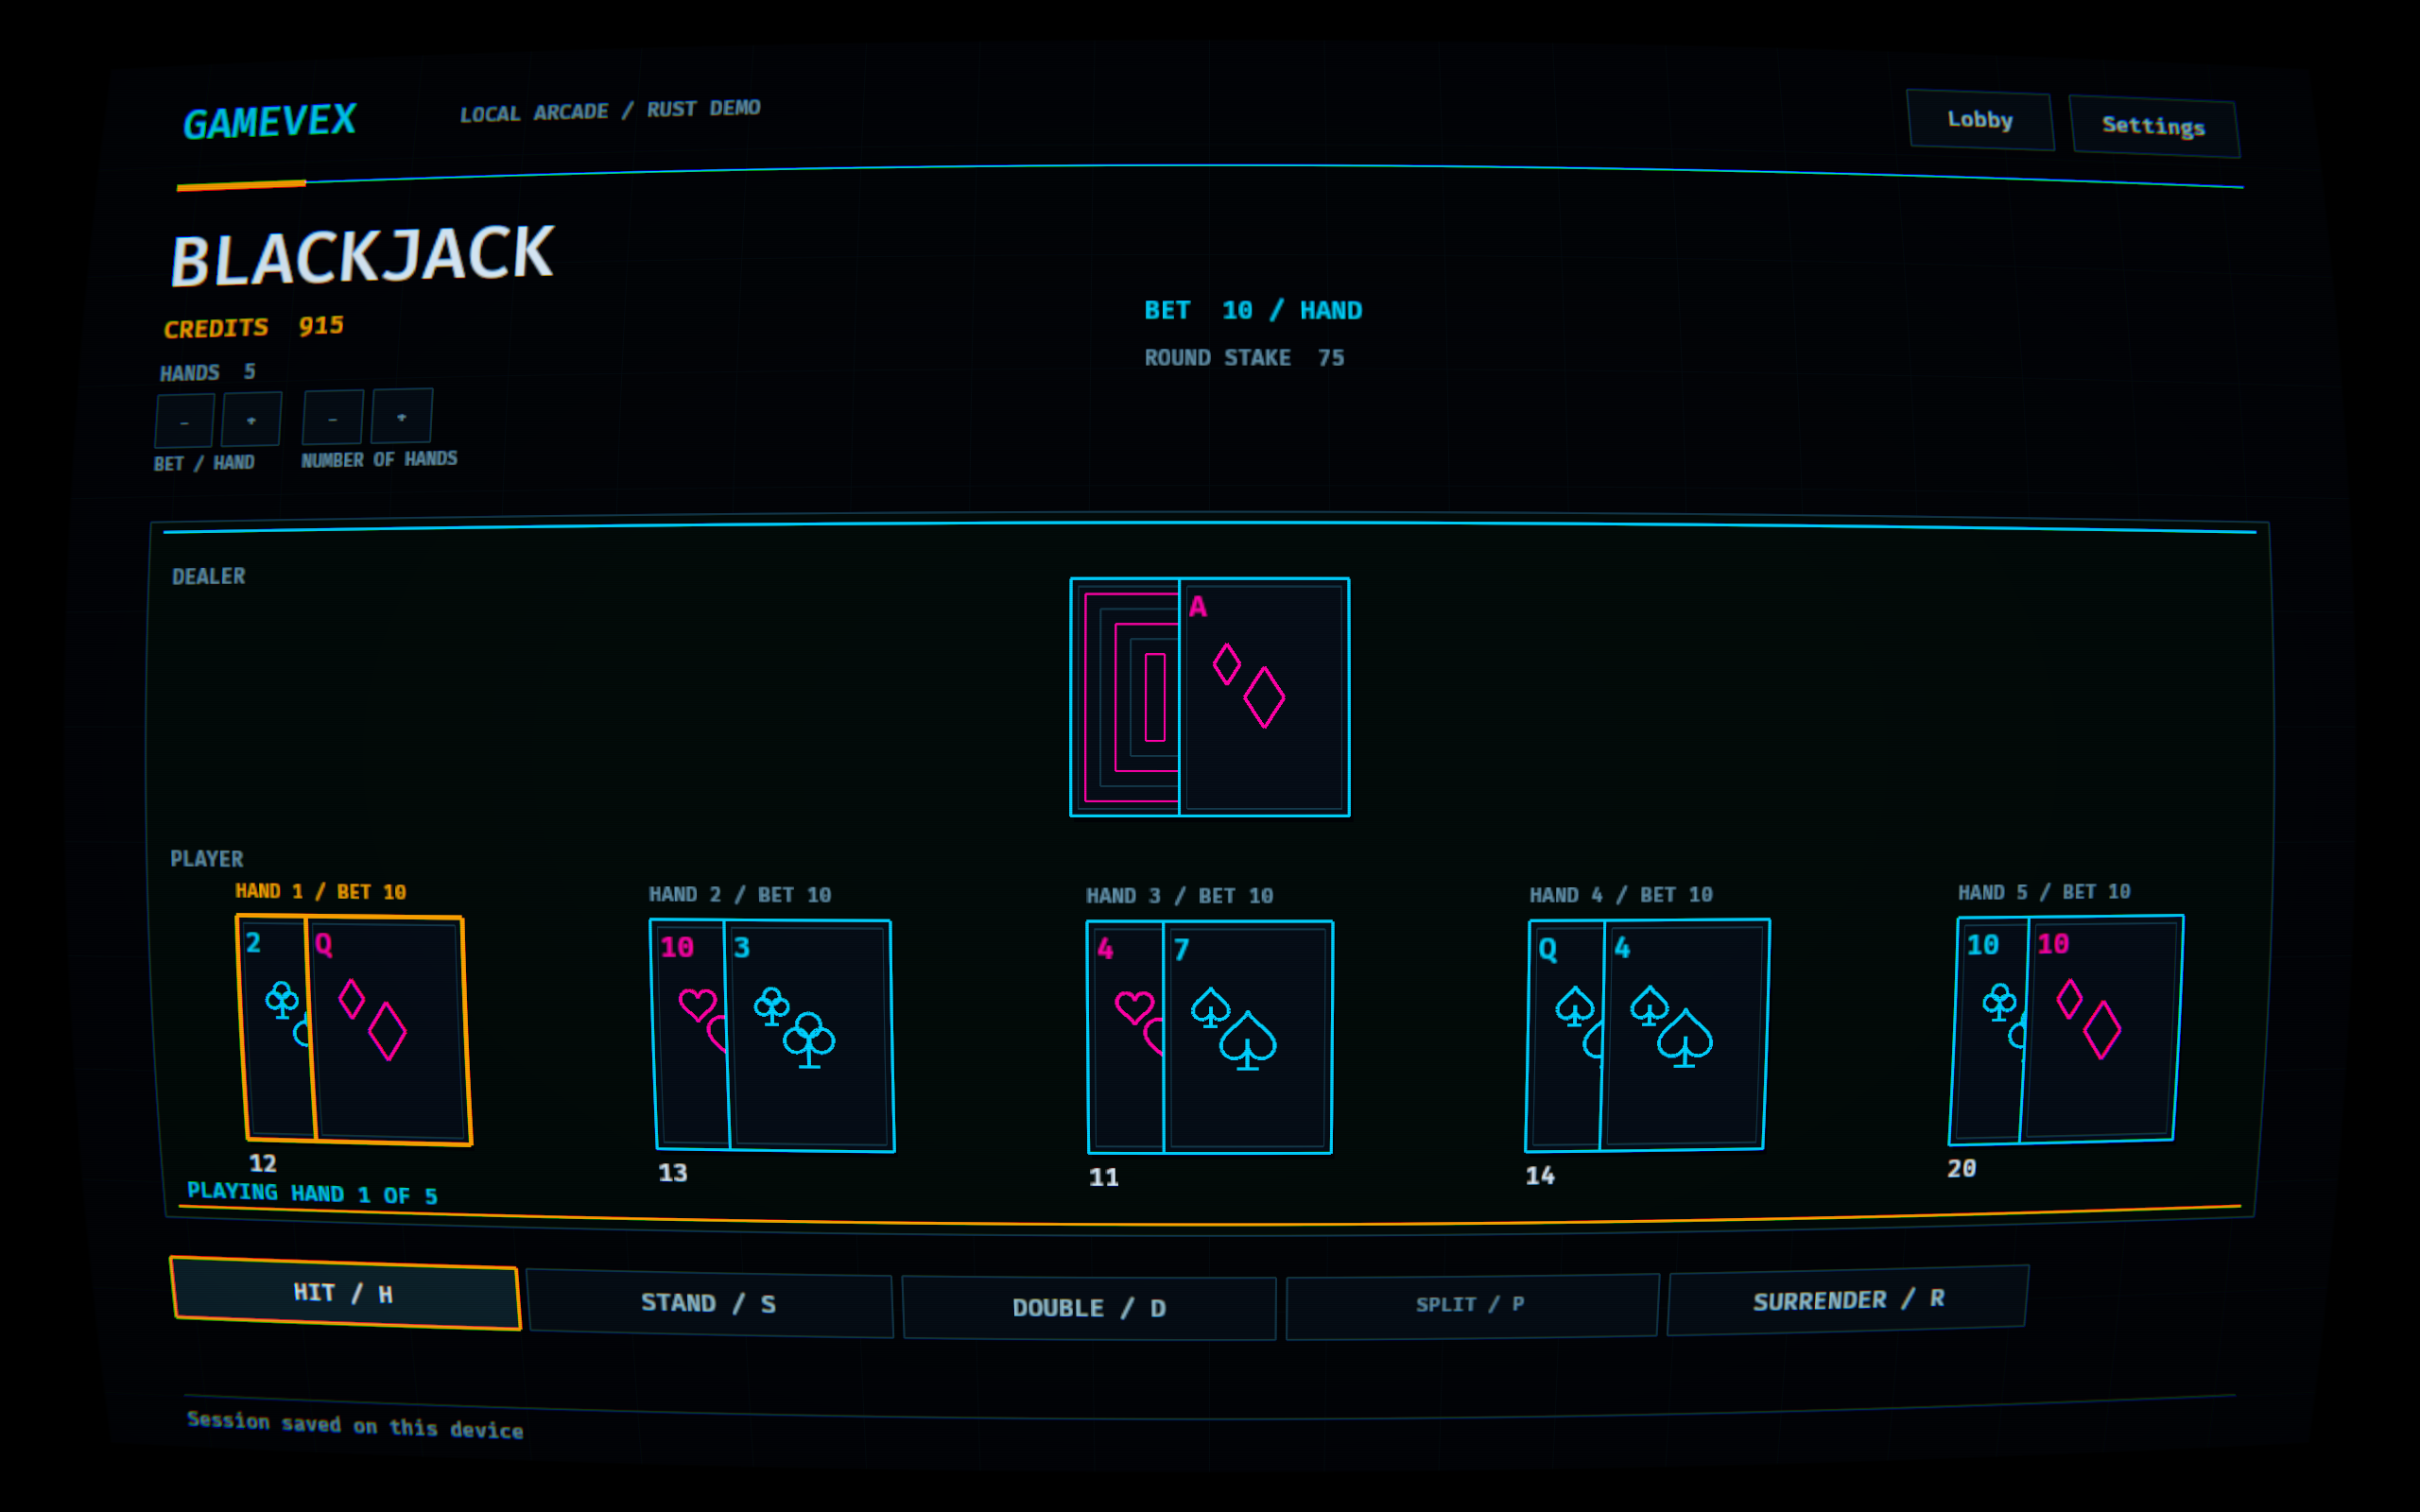 GAMEVEX
LOCAL ARCADE / RUST DEMO
Lobby
Settings
BLACKJACK
CREDITS 915
BET 10 / HAND
ROUND STAKE 75
HANDS 5
- + - +
BET / HAND
NUMBER OF HANDS
DEALER
A
PLAYER
HAND 1 / BET 10
HAND 2 / BET 10
HAND 3 / BET 10
HAND 4 / BET 10
HAND 5 / BET 10
2 Q
10 3
4 7
Q 4
10 10
12
13
11
14
20
PLAYING HAND 1 OF 5
HIT / H
STAND / S
DOUBLE / D
SPLIT / P
SURRENDER / R
Session saved on this device